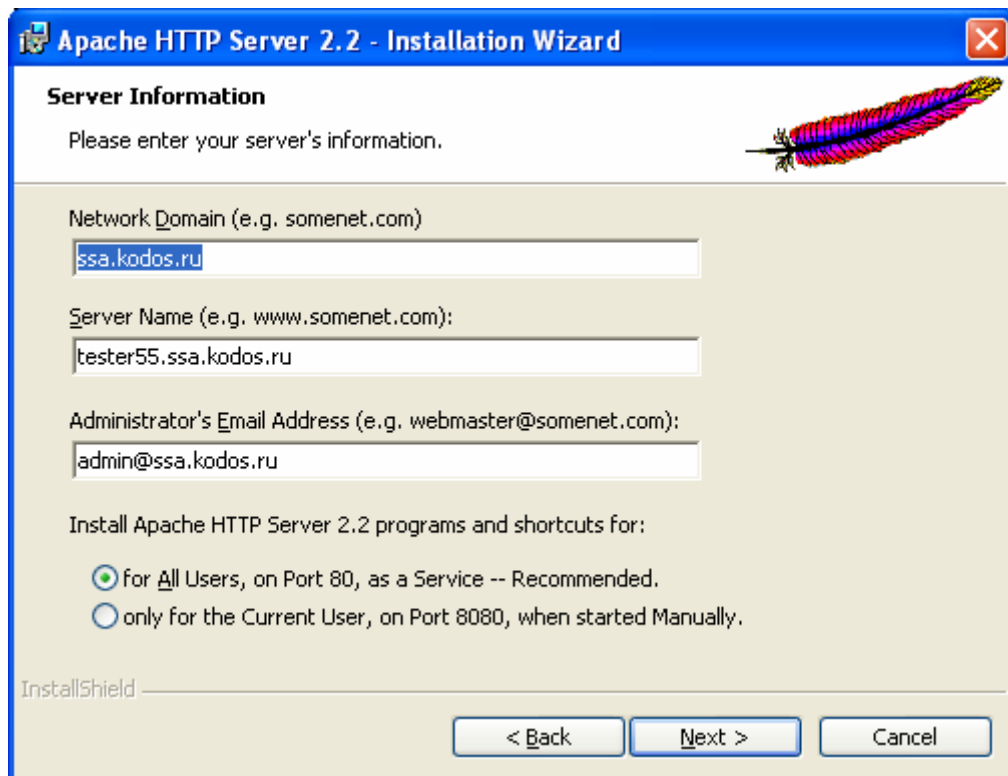 Apache HTTP Server 2.2 - Installation Wizard
Server Information
Please enter your server's information.
Network Domain (e.g. somenet.com)
ssa.kodos.ru
Server Name (e.g. www.somenet.com):
tester55.ssa.kodos.ru
Administrator's Email Address (e.g. webmaster@somenet.com):
admin@ssa.kodos.ru
Install Apache HTTP Server 2.2 programs and shortcuts for:
for All Users, on Port 80, as a Service -- Recommended.
only for the Current User, on Port 8080, when started Manually.
InstallShield
< Back Next > Cancel